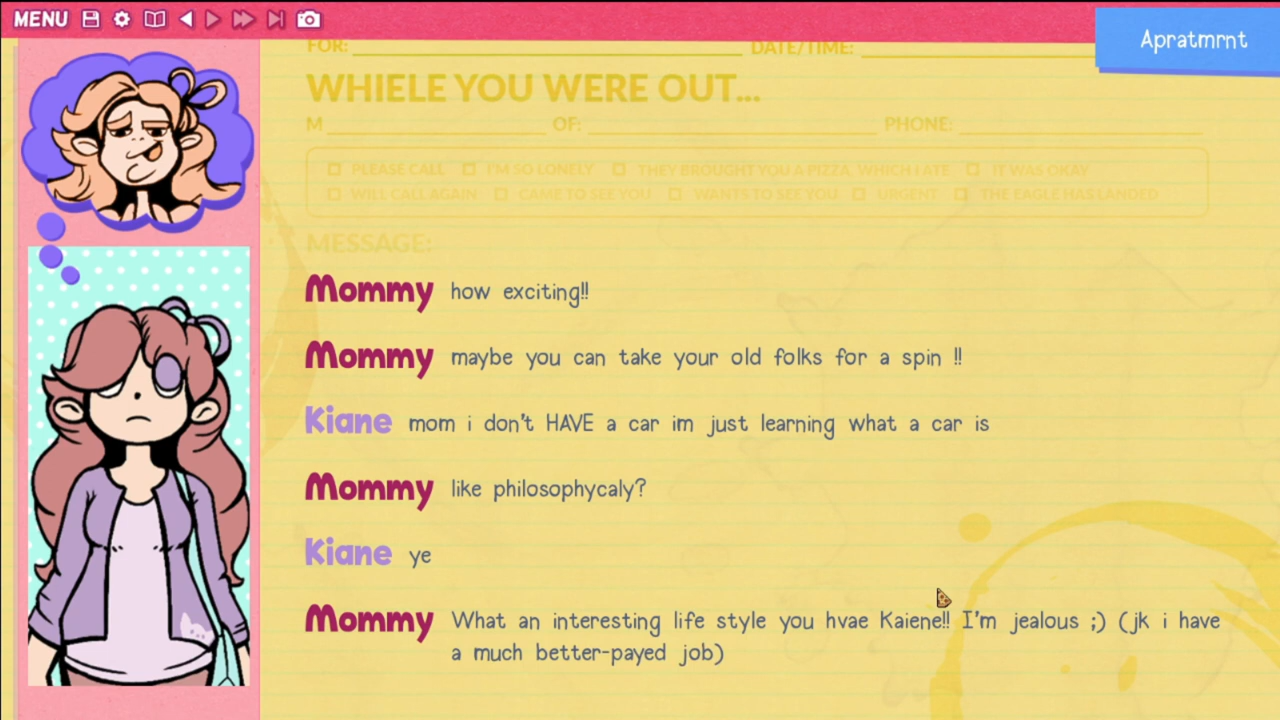 MENU
Apratmrnt
FOR: DATE/TIME:
WHIELE YOU WERE OUT...
M OF: PHONE:
PLEASE CALL I'M SO LONELY THEY BROUGHT YOU A PIZZA WHICH I ATE IT WAS OKAY
WILL CALL AGAIN CAME TO SEE YOU WANTS TO SEE YOU URGENT THE EAGLE HAS LANDED
MESSAGE:
Mommy how exciting!!
Mommy maybe you can take your old folks for a spin !!
Kiane mom i don't HAVE a car im just learning what a car is
Mommy like philosophycaly?
Kiane ye
Mommy What an interesting life style you hvae Kaiene!! I'm jealous ;) (jk i have
a much better-payed job)